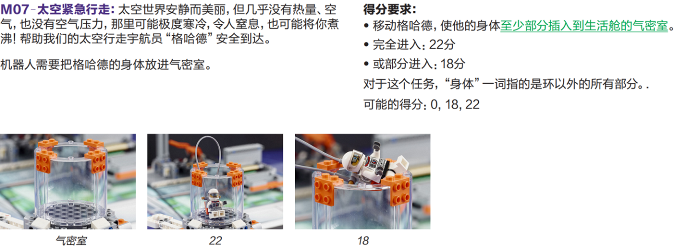 M07-太空紧急行走: 太空世界安静而美丽,但几乎没有热量、空
气,也没有空气压力,那里可能极度寒冷,令人窒息,也可能将你煮
沸!帮助我们的太空行走宇航员“格哈德”安全到达。
机器人需要把格哈德的身体放进气密室。
得分要求:
• 移动格哈德,使他的身体至少部分插入到生活舱的气密室。
• 完全进入: 22分
• 或部分进入: 18分
对于这个任务,“身体”一词指的是环以外的所有部分。.
可能的得分: 0, 18, 22
气密室
22
18